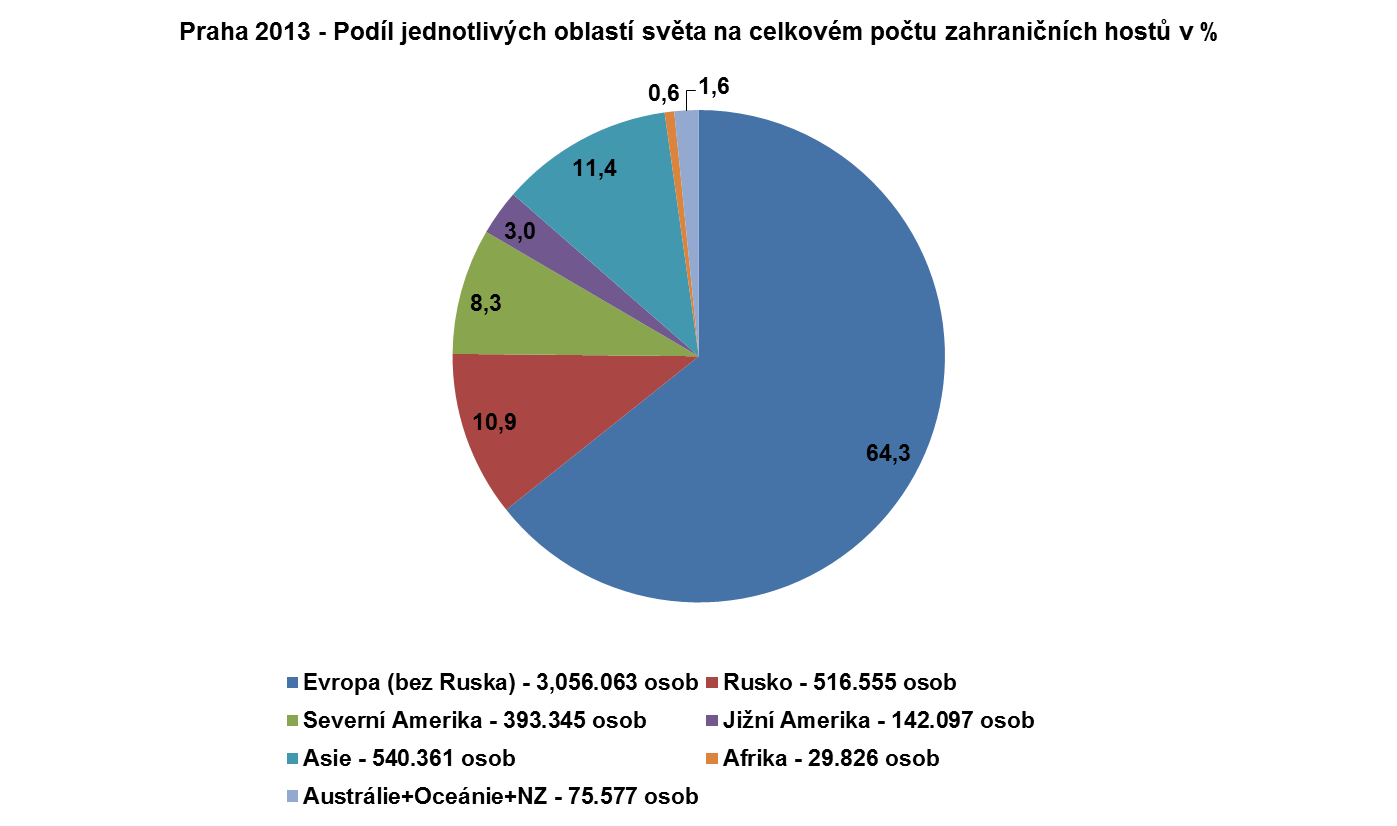 Praha 2013 - Podíl jednotlivých oblastí světa na celkovém počtu zahraničních hostů v %
0,6
1,6
11,4
3,0
8,3
10,9
64,3
Evropa (bez Ruska) - 3,056.063 osob
Rusko - 516.555 osob
Severní Amerika - 393.345 osob
Jižní Amerika - 142.097 osob
Asie - 540.361 osob
Afrika - 29.826 osob
Austrálie+Oceánie+NZ - 75.577 osob